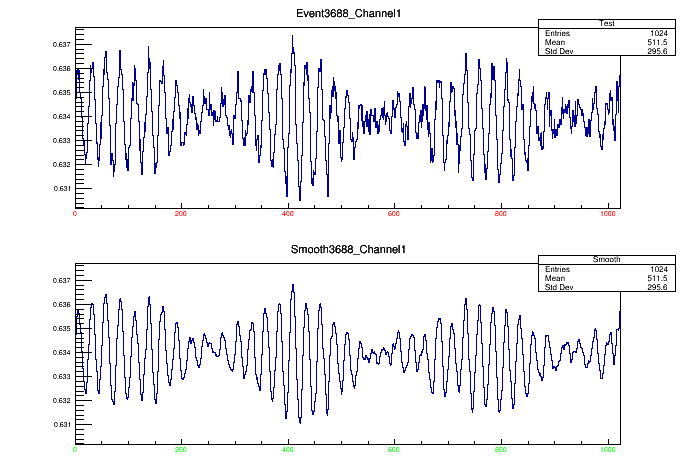 Event3688_Channel1
Test
Entries 1024
Mean 511.5
Std Dev 295.6
0.637
0.636
0.635
0.634
0.633
0.632
0.631
0 200 400 600 800 1000
Smooth3688_Channel1
Smooth
Entries 1024
Mean 511.5
Std Dev 295.6
0.637
0.636
0.635
0.634
0.633
0.632
0.631
0 200 400 600 800 1000